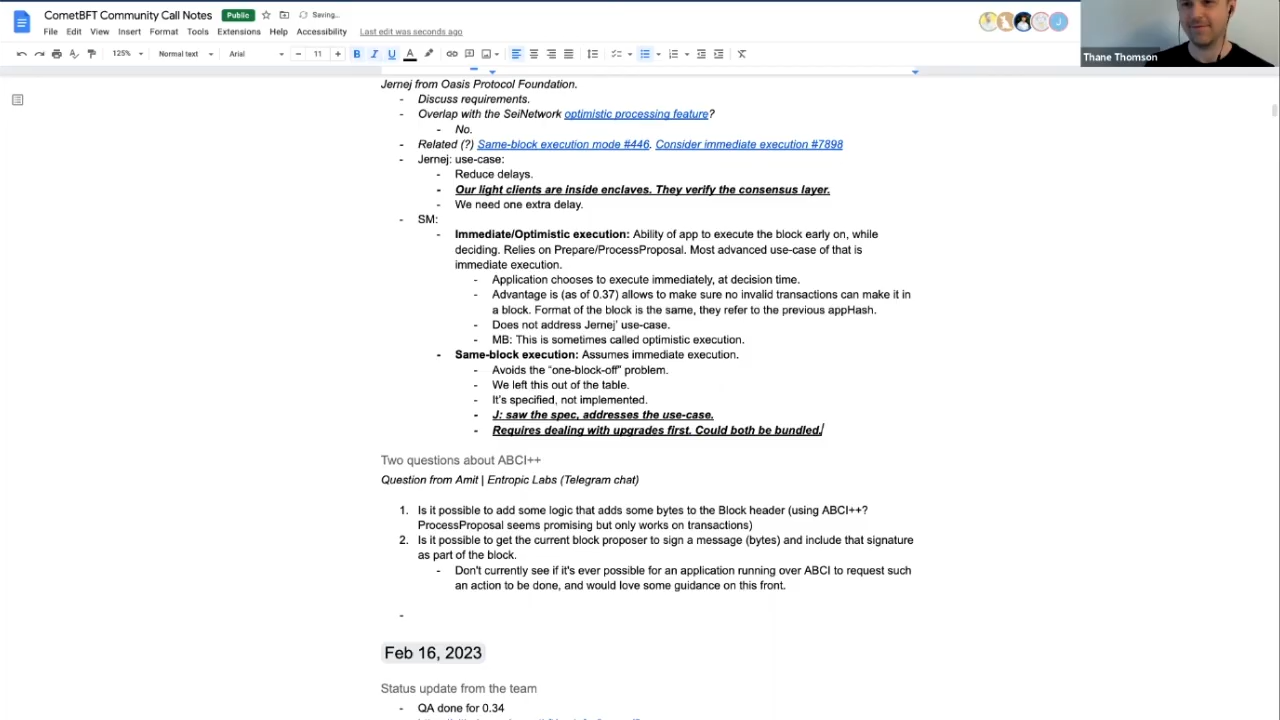 CometBFT Community Call Notes Public Saving...
File Edit View Insert Format Tools Extensions Help Accessibility Last edit was seconds ago
125% Normal text Arial 11 B I U A
Thane Thomson
Jernej from Oasis Protocol Foundation.
- Discuss requirements.
- Overlap with the SeiNetwork optimistic processing feature?
- No.
- Related (?) Same-block execution mode #446. Consider immediate execution #7898
- Jernej: use-case:
- Reduce delays.
- Our light clients are inside enclaves. They verify the consensus layer.
- We need one extra delay.
- SM:
- Immediate/Optimistic execution: Ability of app to execute the block early on, while
deciding. Relies on Prepare/ProcessProposal. Most advanced use-case of that is
immediate execution.
- Application chooses to execute immediately, at decision time.
- Advantage is (as of 0.37) allows to make sure no invalid transactions can make it in
a block. Format of the block is the same, they refer to the previous appHash.
- Does not address Jernej' use-case.
- MB: This is sometimes called optimistic execution.
- Same-block execution: Assumes immediate execution.
- Avoids the “one-block-off” problem.
- We left this out of the table.
- It's specified, not implemented.
- J: saw the spec, addresses the use-case.
- Requires dealing with upgrades first. Could both be bundled.
Two questions about ABCI++
Question from Amit | Entropic Labs (Telegram chat)
1. Is it possible to add some logic that adds some bytes to the Block header (using ABCI++?
ProcessProposal seems promising but only works on transactions)
2. Is it possible to get the current block proposer to sign a message (bytes) and include that signature
as part of the block.
- Don't currently see if it's ever possible for an application running over ABCI to request such
an action to be done, and would love some guidance on this front.
-
Feb 16, 2023
Status update from the team
- QA done for 0.34